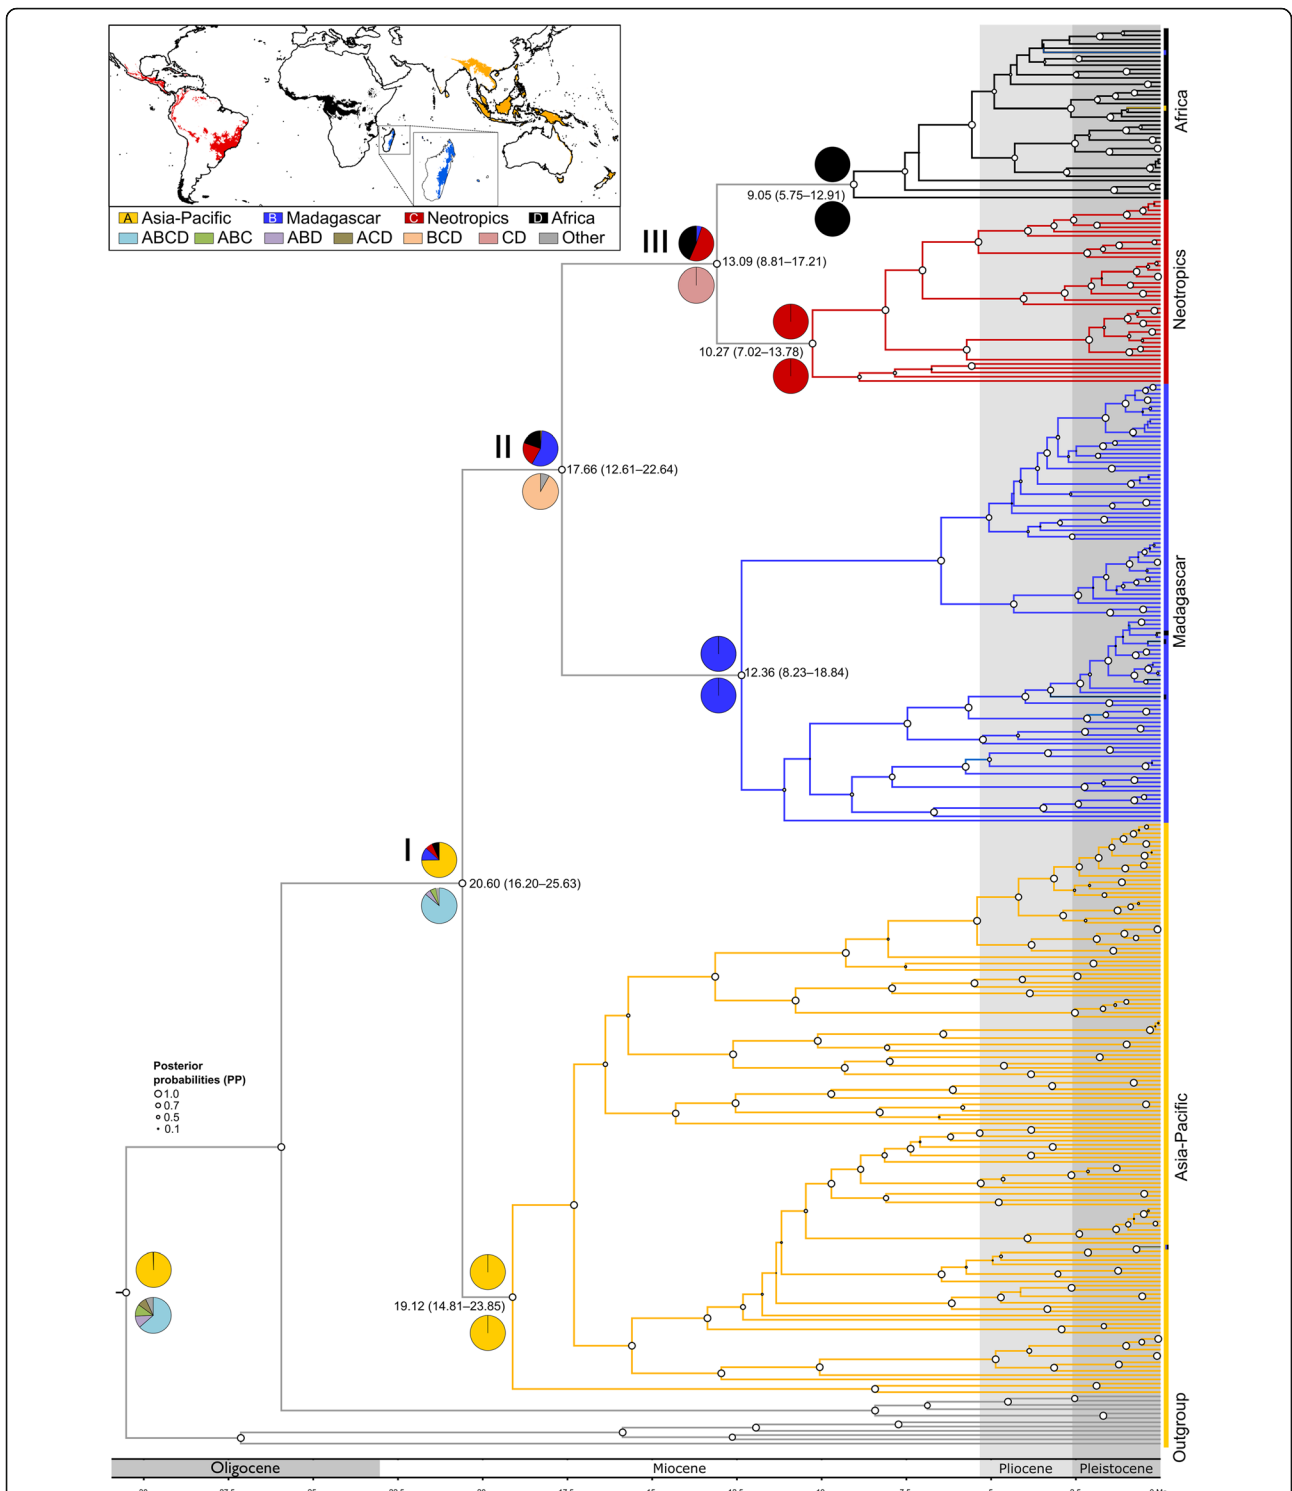 A Asia-Pacific B Madagascar C Neotropics D Africa
ABCD ABC ABD ACD BCD CD Other
Africa
9.05 (5.75–12.91)
III
13.09 (8.81–17.21)
Neotropics
10.27 (7.02–13.78)
II
17.66 (12.61–22.64)
Madagascar
12.36 (8.23–18.84)
I
20.60 (16.20–25.63)
Posterior
probabilities (PP)
1.0
0.7
0.5
0.1
Asia-Pacific
19.12 (14.81–23.85)
Outgroup
Oligocene Miocene Pliocene Pleistocene